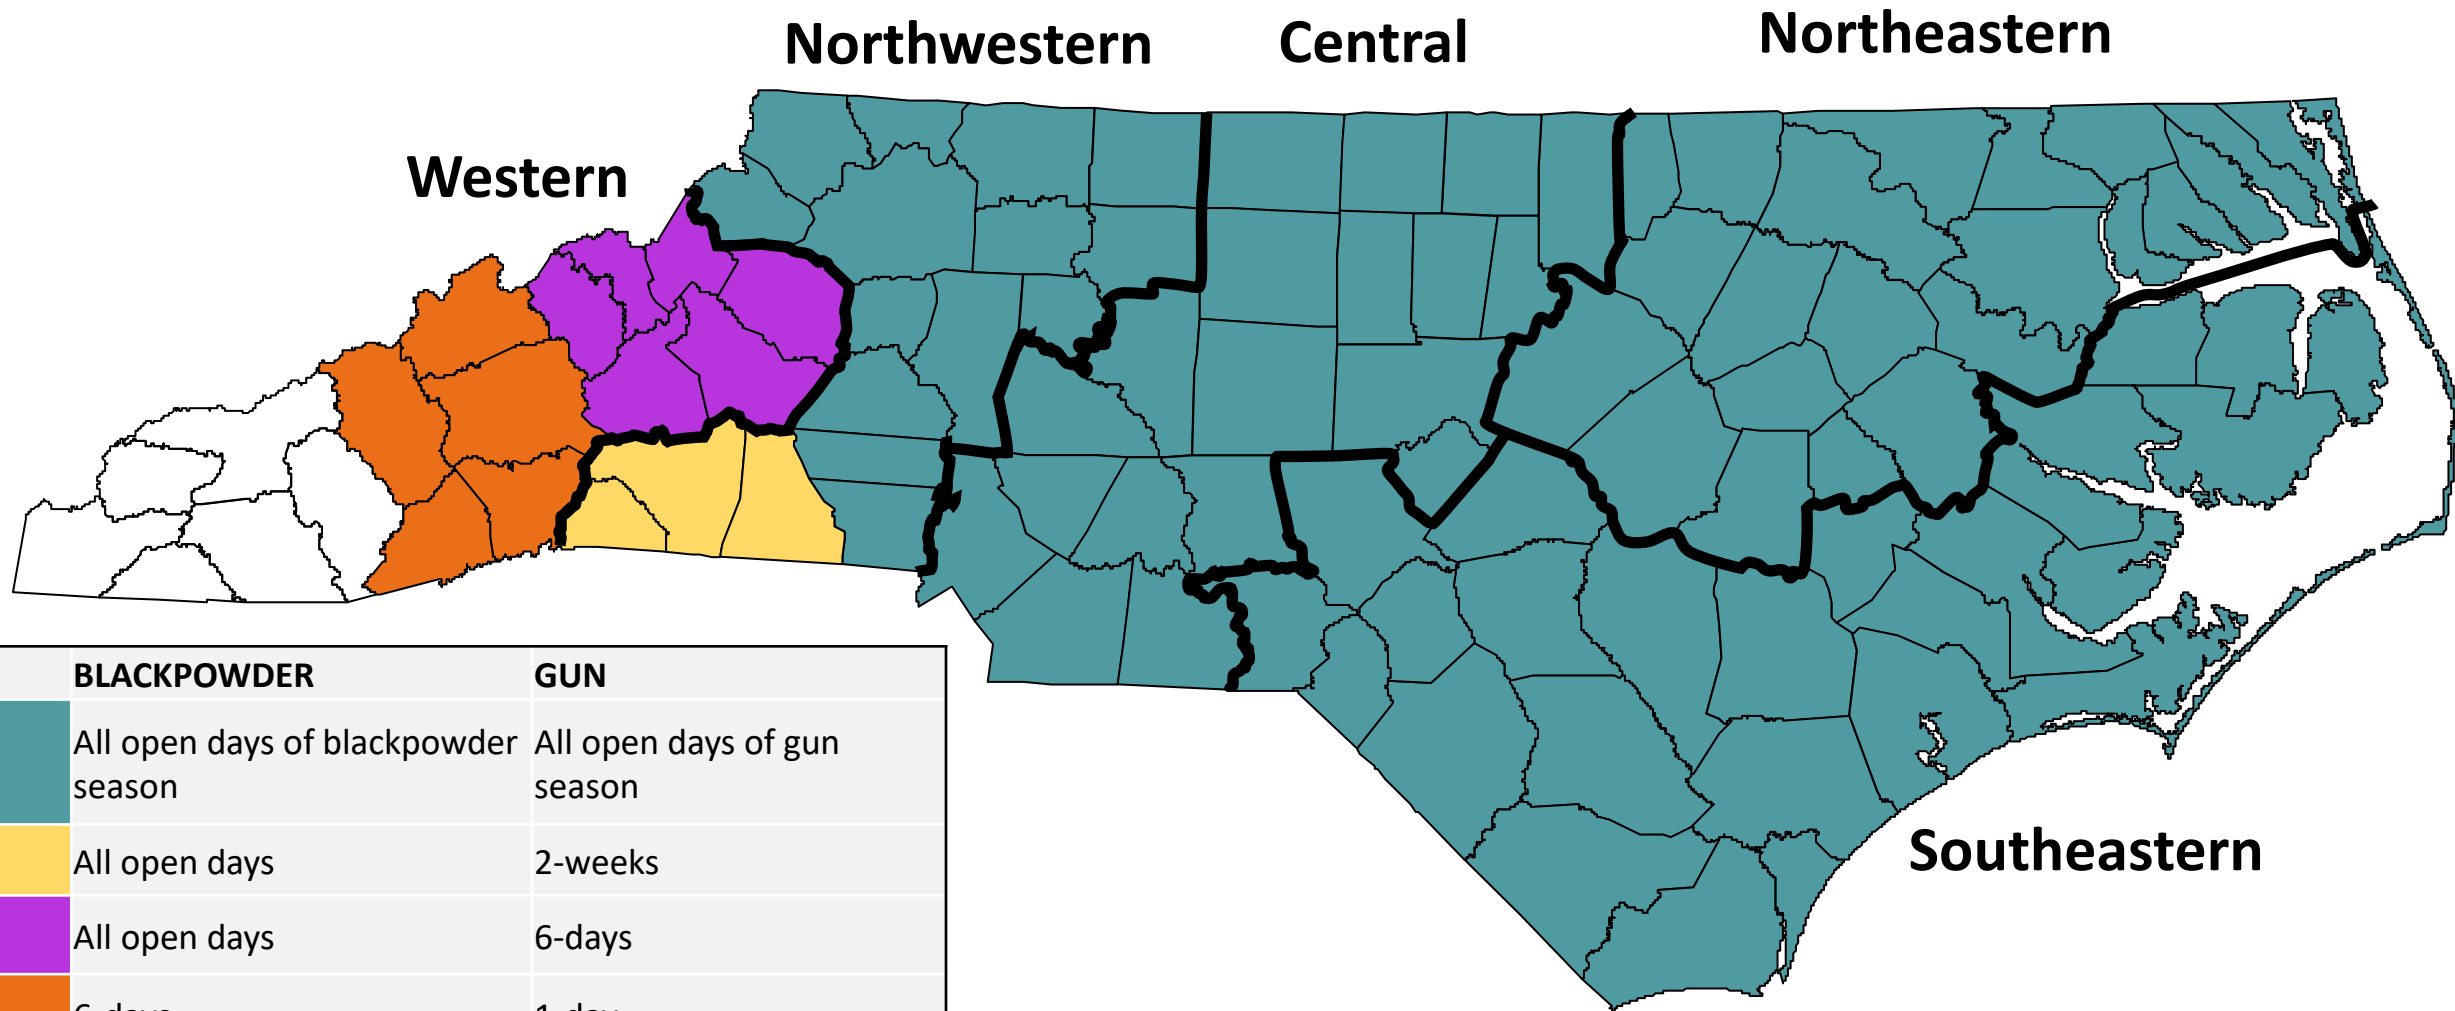 Northwestern
Central
Northeastern
Western
Southeastern
BLACKPOWDER GUN
All open days of blackpowder All open days of gun
season season
All open days 2-weeks
All open days 6-days